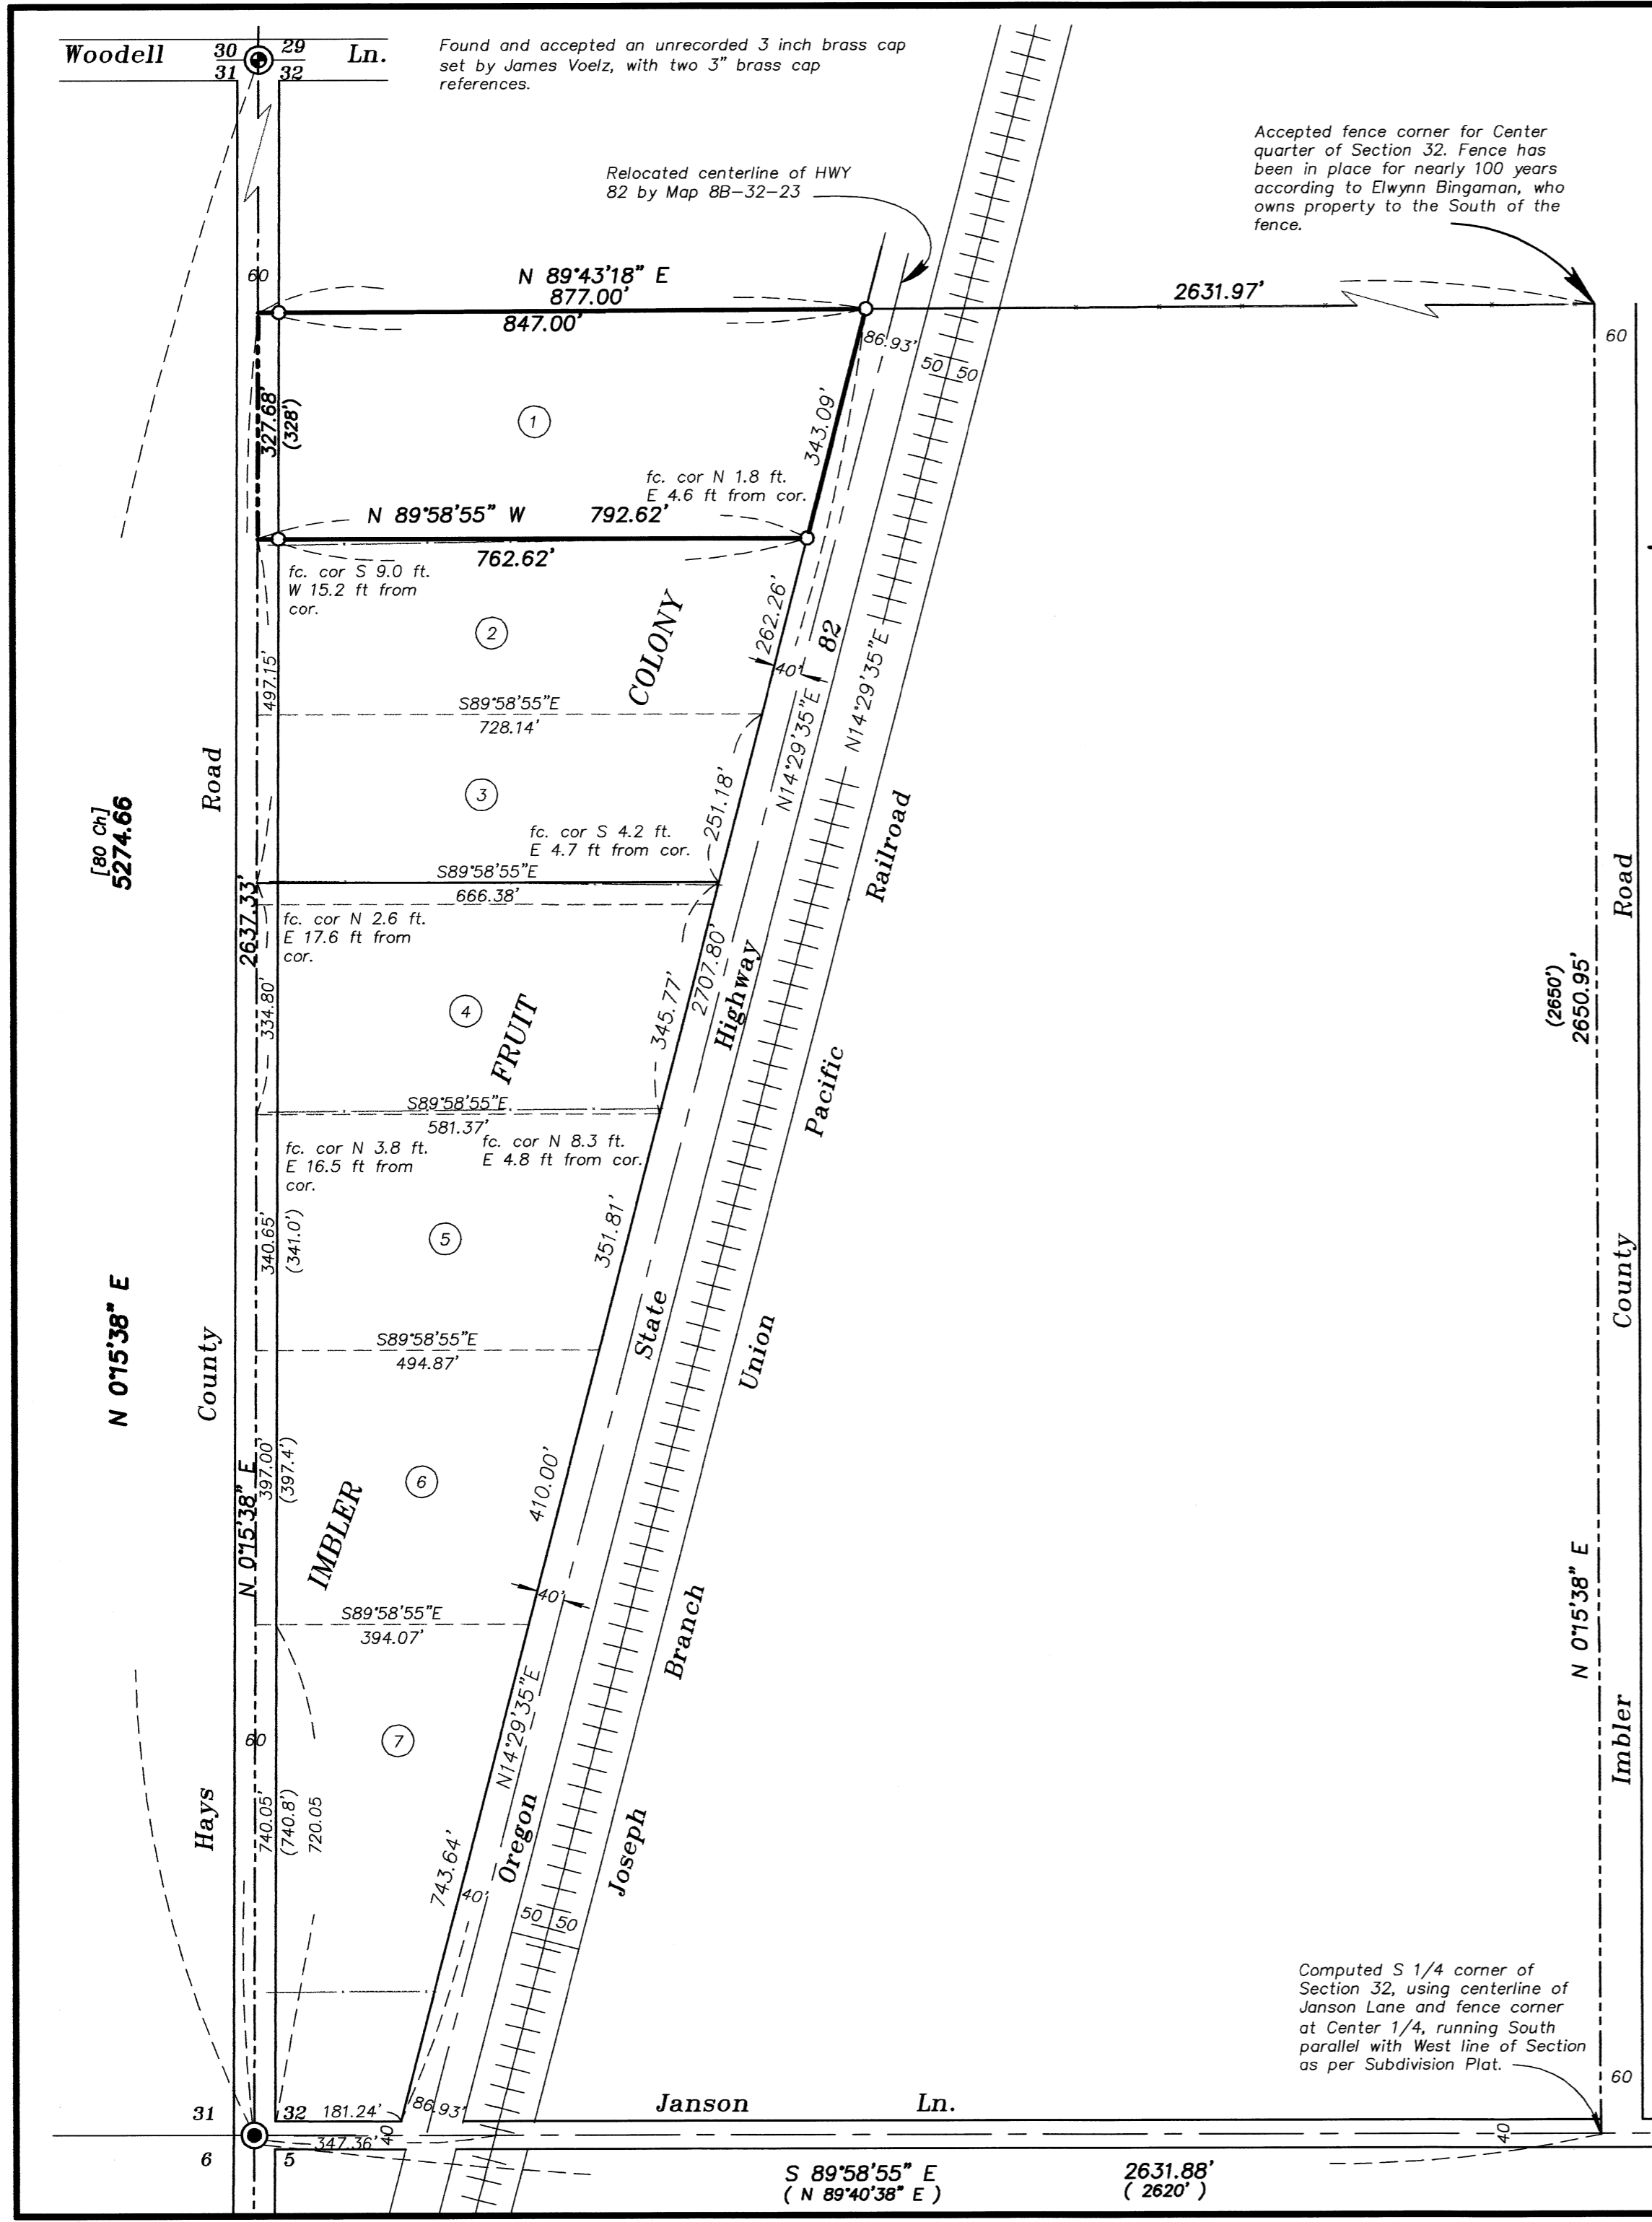 Woodell
30 29
31 32
Ln.
Found and accepted an unrecorded 3 inch brass cap
set by James Voelz, with two 3" brass cap
references.
Relocated centerline of HWY
82 by Map 8B-32-23
Accepted fence corner for Center
quarter of Section 32. Fence has
been in place for nearly 100 years
according to Elwynn Bingaman, who
owns property to the South of the
fence.
60
N 89°43'18" E
877.00'
847.00'
2631.97'
60
86.93'
50 50
327.68'
(328')
1
343.09'
fc. cor N 1.8 ft.
E 4.6 ft from cor.
N 89°58'55" W 792.62'
762.62'
fc. cor S 9.0 ft.
W 15.2 ft from
cor.
2
COLONY
262.26'
40'
82
N14°29'35"E
N14°29'35"E
497.15'
S89°58'55"E
728.14'
3
251.18'
fc. cor S 4.2 ft.
E 4.7 ft from cor.
S89°58'55"E
666.38'
Road
[80 Ch]
5274.66
2637.33'
fc. cor N 2.6 ft.
E 17.6 ft from
cor.
334.80'
4
FRUIT
345.77'
2707.80'
Highway
Railroad
Pacific
Road
(2650')
2650.95'
S89°58'55"E
581.37'
fc. cor N 3.8 ft.
E 16.5 ft from
cor.
fc. cor N 8.3 ft.
E 4.8 ft from cor.
340.65'
(341.0')
5
351.81'
State
Union
County
N 0°15'38" E
County
S89°58'55"E
494.87'
N 0°15'38" E
397.00'
(397.4')
6
IMBLER
410.00'
40'
S89°58'55"E
394.07'
Branch
N 0°15'38" E
Imbler
60
7
N14°29'35"E
Hays
740.05'
(740.8')
720.05
743.64'
40'
Oregon
Joseph
50 50
Computed S 1/4 corner of
Section 32, using centerline of
Janson Lane and fence corner
at Center 1/4, running South
parallel with West line of Section
as per Subdivision Plat.
60
31 32
6 5
181.24'
86.93'
40
347.36'
Janson Ln.
40
S 89°58'55" E 2631.88'
( N 89°40'38" E ) ( 2620' )